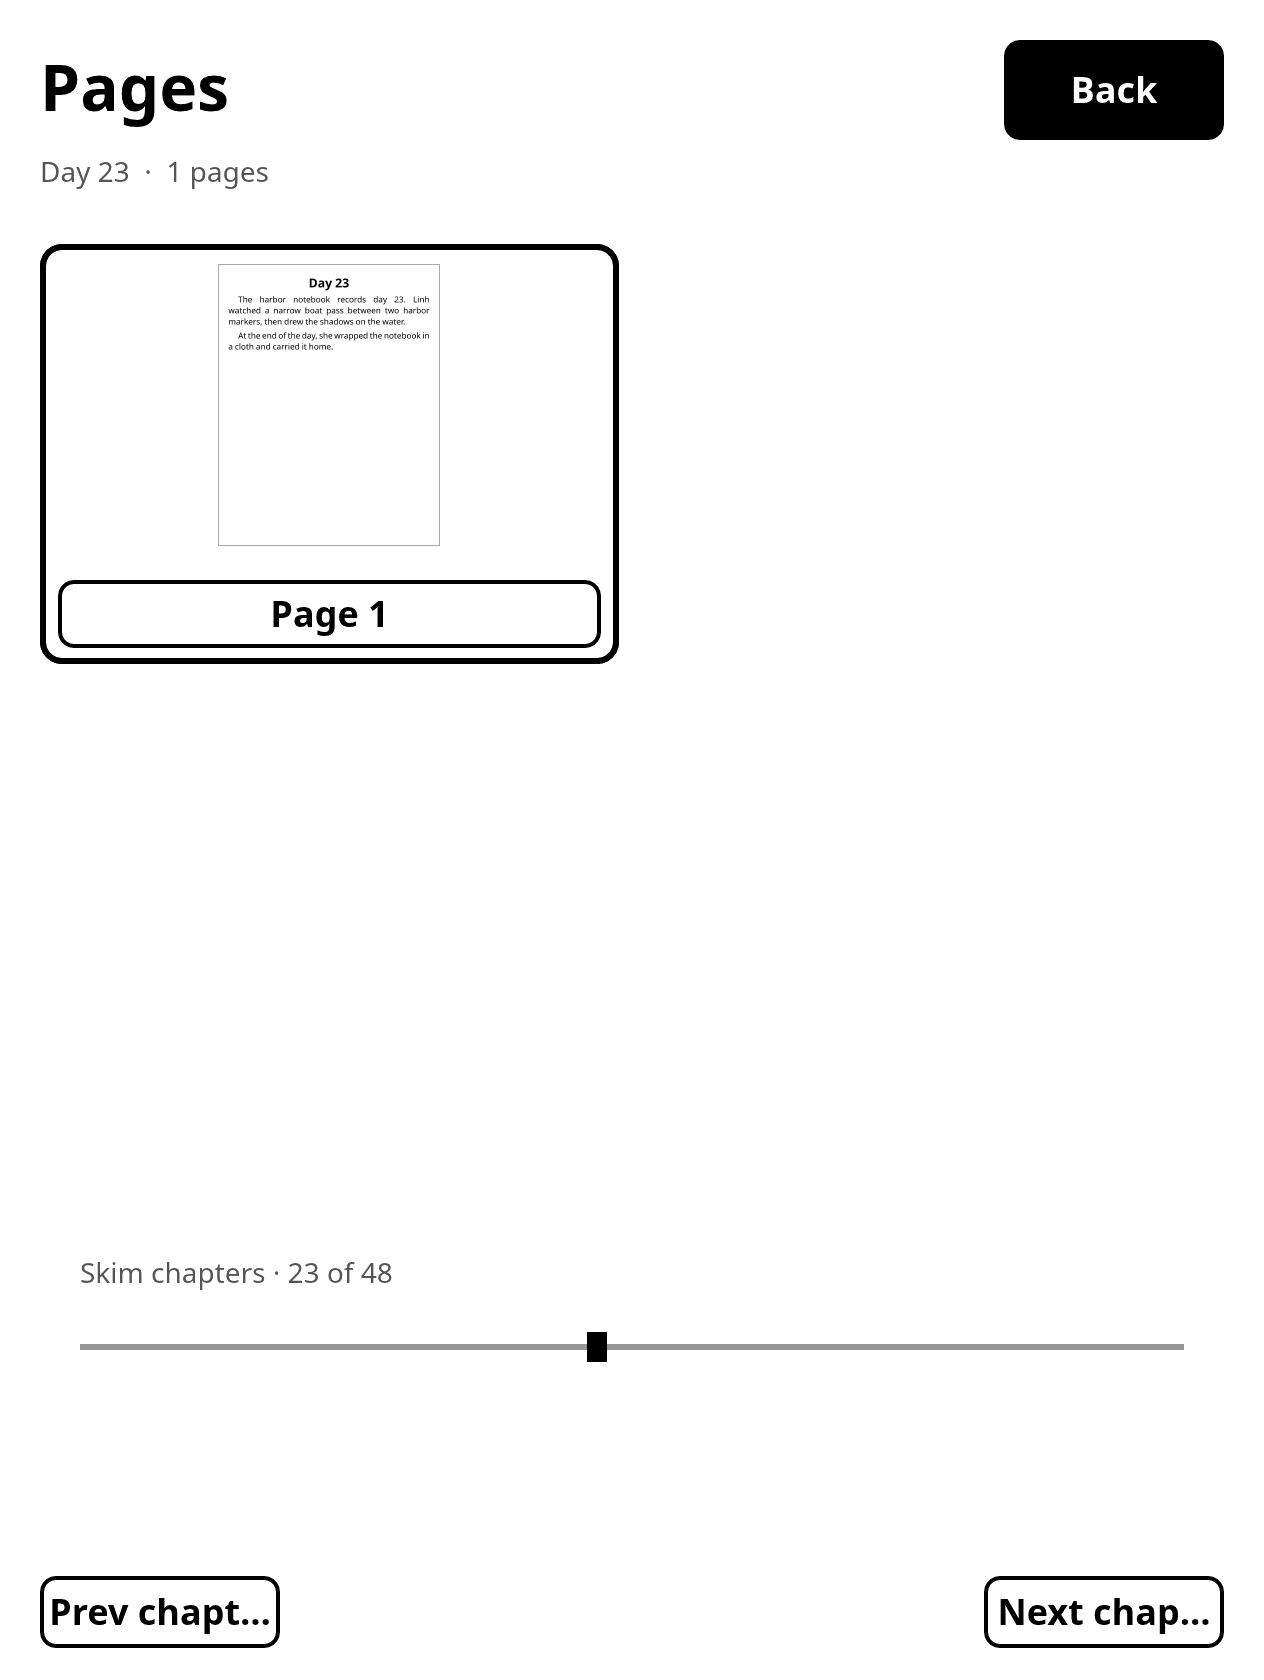 Pages
Back
Day 23 · 1 pages
Day 23
The harbor notebook records day 23. Linh
watched a narrow boat pass between two harbor
markers, then drew the shadows on the water.
At the end of the day, she wrapped the notebook in
a cloth and carried it home.
Page 1
Skim chapters · 23 of 48
Prev chapt...
Next chap...